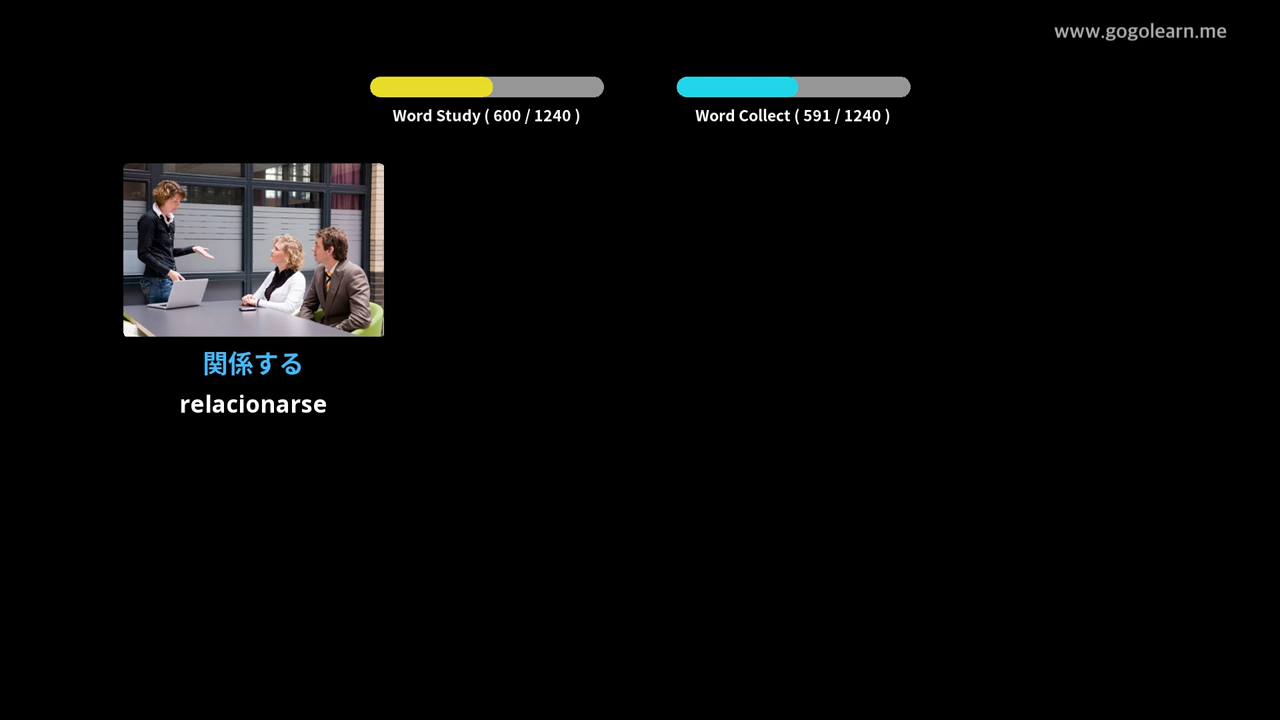 www.gogolearn.me
Word Study ( 600 / 1240 )
Word Collect ( 591 / 1240 )
関係する
relacionarse